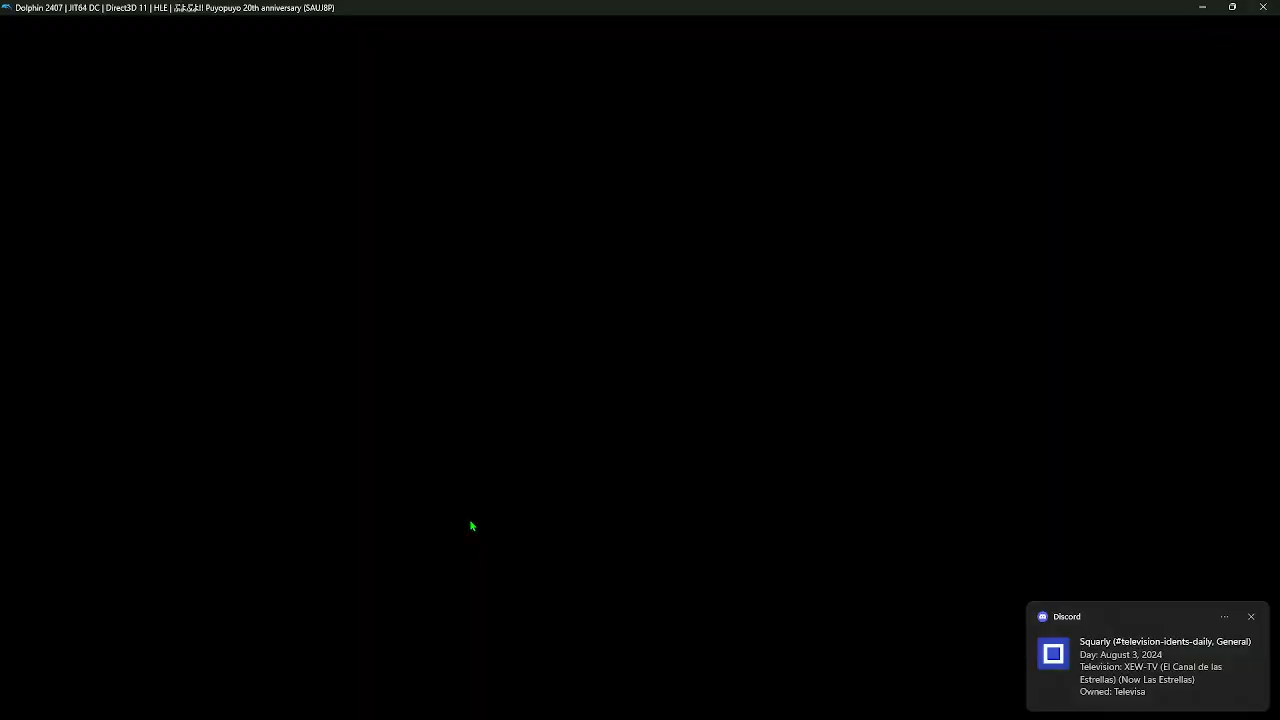 Dolphin 2407 | JIT64 DC | Direct3D 11 | HLE | ぷよぷよ!! Puyopuyo 20th anniversary (SAUJ8P)
Discord
Squarly (#television-idents-daily, General)
Day: August 3, 2024
Television: XEW-TV (El Canal de las
Estrellas) (Now Las Estrellas)
Owned: Televisa